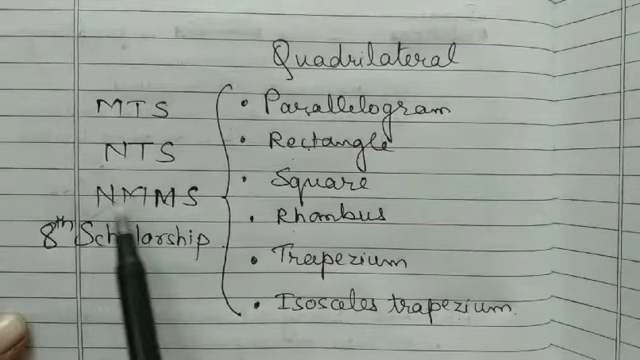 Quadrilateral
MTS
NTS
NMMS
8th Scholarship
• Parallelogram
• Rectangle
• Square
• Rhombus
• Trapezium
• Isosceles trapezium.